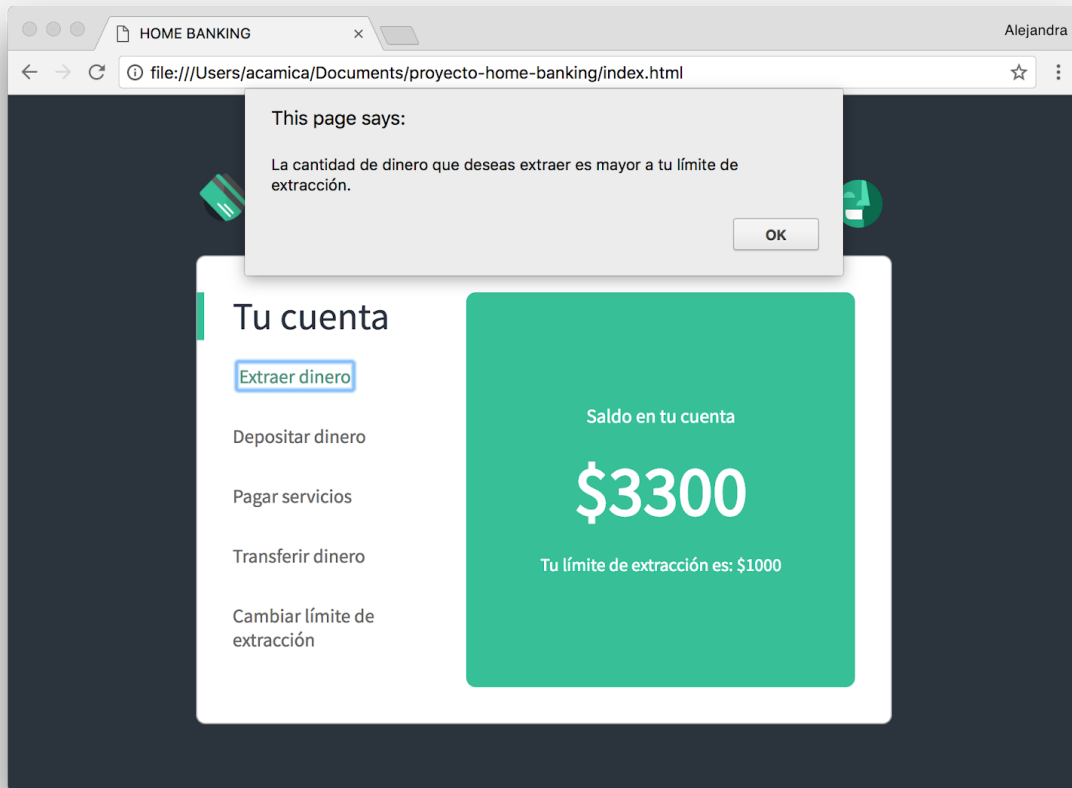 HOME BANKING
Alejandra
file:///Users/acamica/Documents/proyecto-home-banking/index.html
This page says:
La cantidad de dinero que deseas extraer es mayor a tu límite de
extracción.
OK
Tu cuenta
Extraer dinero
Depositar dinero
Pagar servicios
Transferir dinero
Cambiar límite de
extracción
Saldo en tu cuenta
$3300
Tu límite de extracción es: $1000